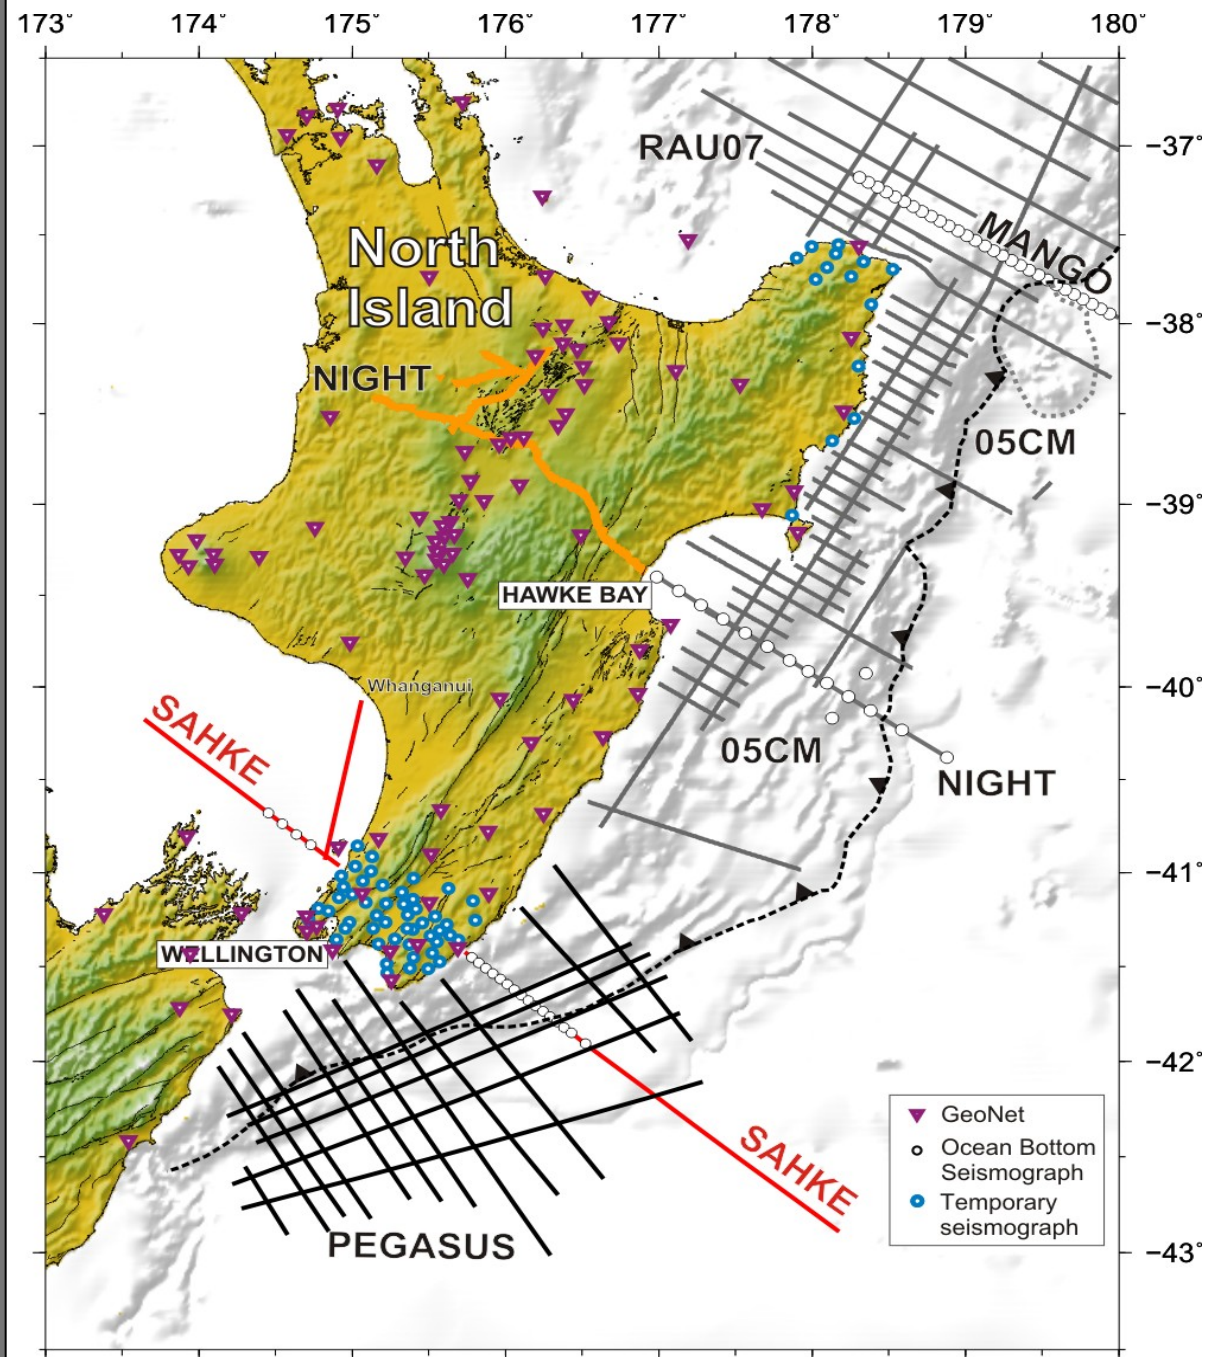 173° 174° 175° 176° 177° 178° 179° 180°
RAU07
−37°
MANGO
North
Island
−38°
NIGHT
05CM
−39°
HAWKE BAY
Whanganui
−40°
SAHKE
05CM
NIGHT
−41°
WELLINGTON
−42°
GeoNet
Ocean Bottom
Seismograph
Temporary
seismograph
SAHKE
PEGASUS
−43°